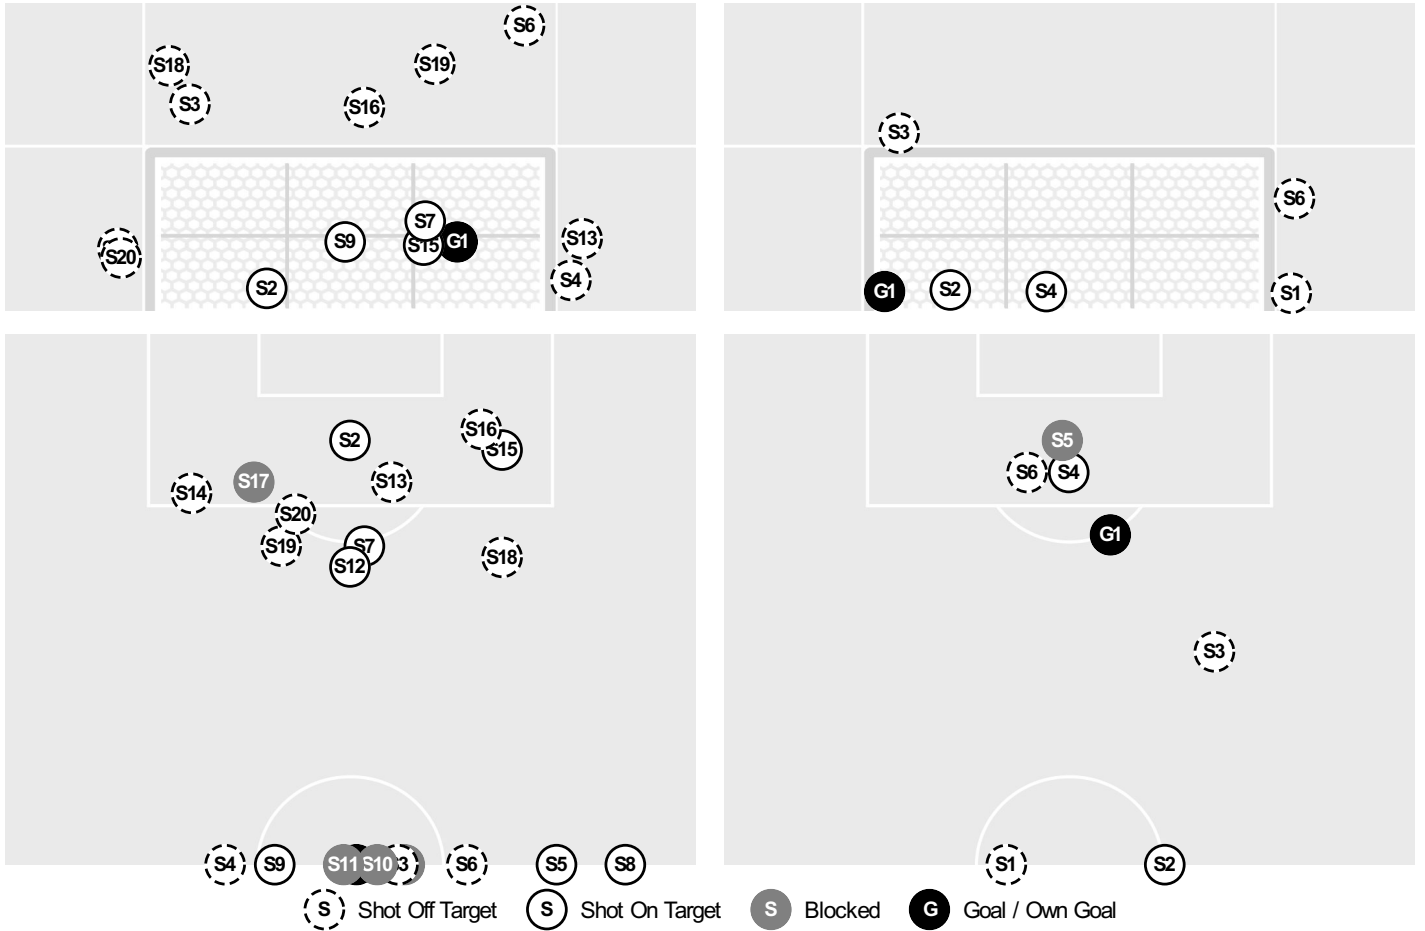 S6
S18 S19
S3 S16
S3
S6
S7
S9 S15 G1 S13
S20
S4
S2
G1 S2 S4 S1
S16
S2 S15
S5
S17 S13 S6 S4
S14
S20
G1
S19 S7
S12 S18
S3
S4 S9 S11 S10 3 S6 S5 S8
S1 S2
S Shot Off Target S Shot On Target S Blocked G Goal / Own Goal